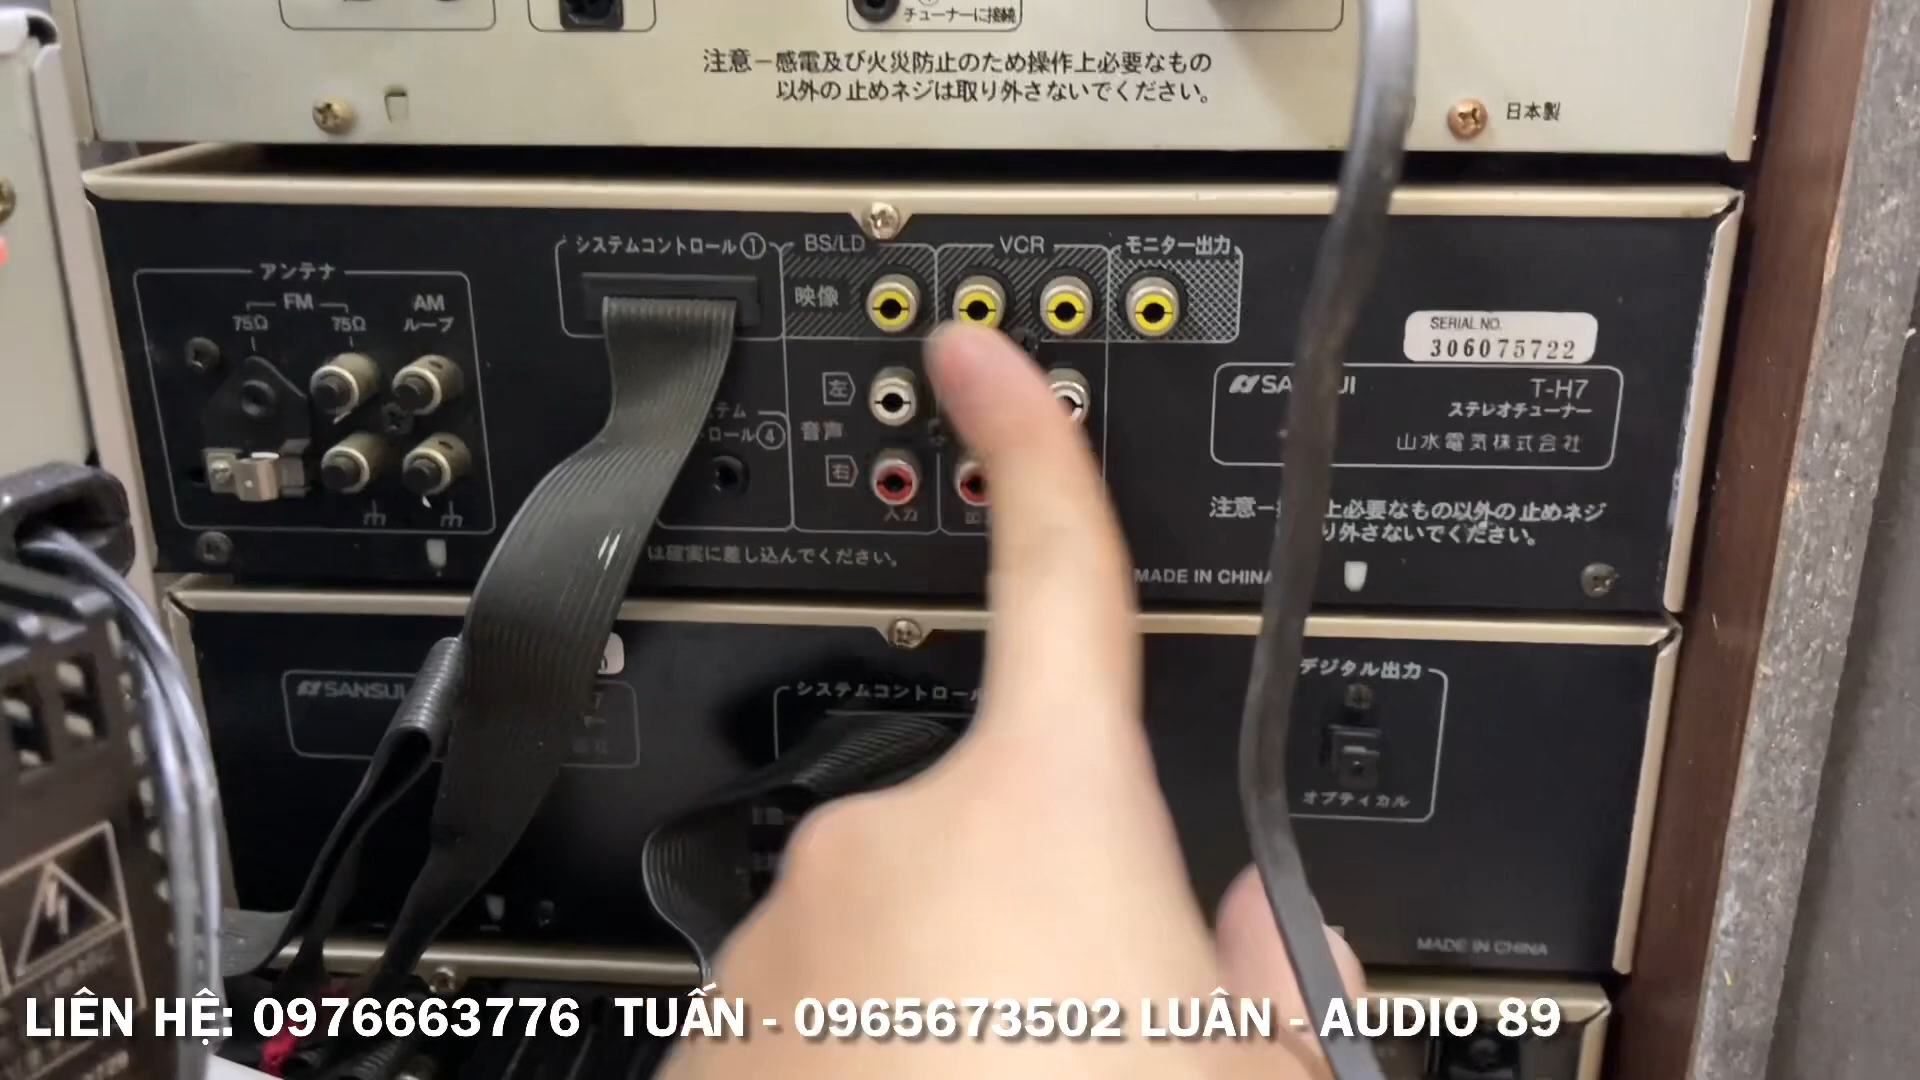 チューナーに接続
注意－感電及び火災防止のため操作上必要なもの
以外の止めネジは取り外さないでください。
日本製
アンテナ
FM
75Ω 75Ω
AM
ループ
システムコントロール①
BS/LD
VCR
モニター出力
映像
左
音声
右
入力
ステム
ロール④
は確実に差し込んでください。
SERIAL NO.
306075722
SANSUI
T-H7
ステレオチューナー
山水電気株式会社
注意－ 上必要なもの以外の止めネジ
り外さないでください。
MADE IN CHINA
SANSUI
システムコントロール
デジタル出力
オプティカル
MADE IN CHINA
LIÊN HỆ: 0976663776 TUẤN - 0965673502 LUÂN - AUDIO 89